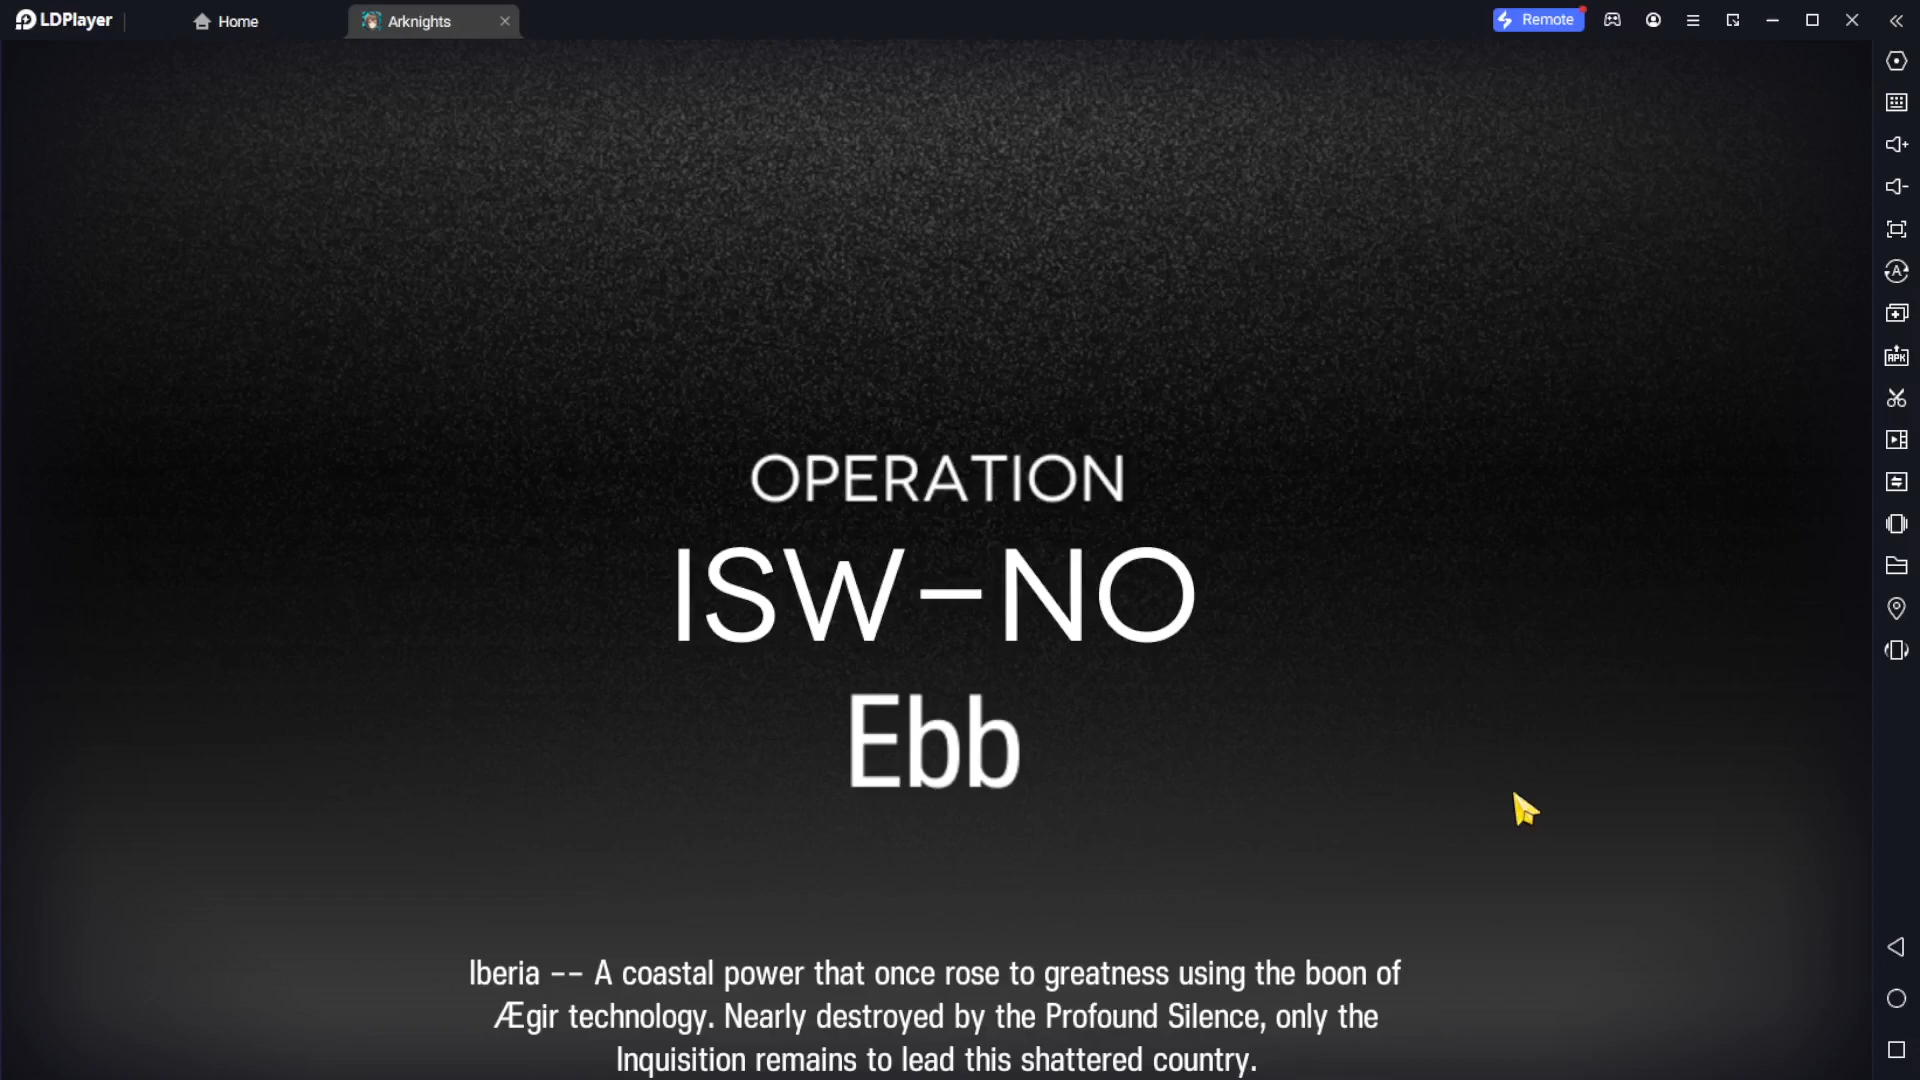 LDPlayer
Home
Arknights
Remote
APK
OPERATION
ISW-NO
Ebb
Iberia -- A coastal power that once rose to greatness using the boon of
Ægir technology. Nearly destroyed by the Profound Silence, only the
Inquisition remains to lead this shattered country.